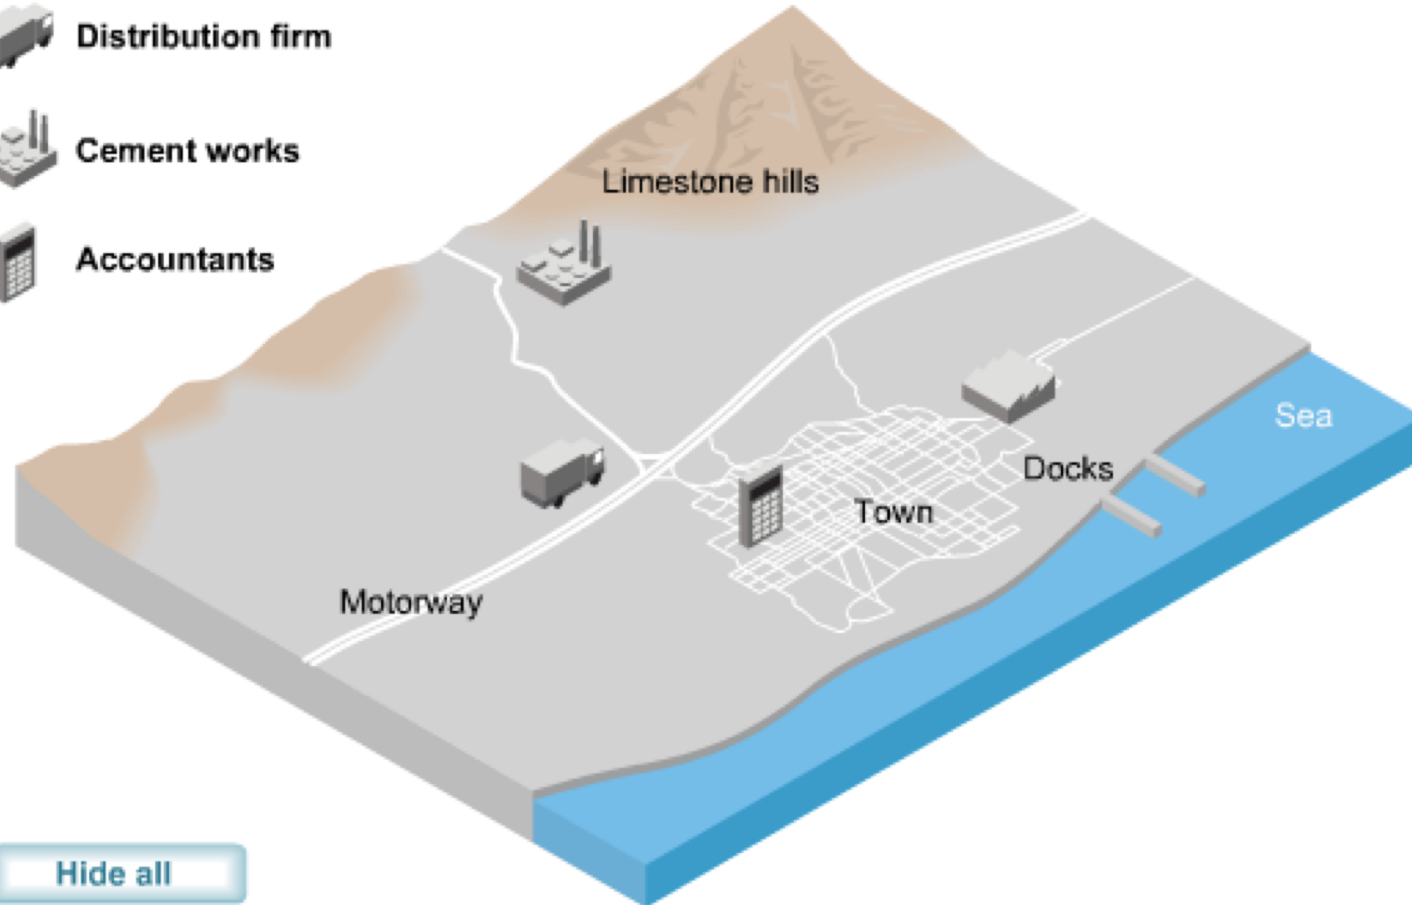 Distribution firm
Cement works
Accountants
Limestone hills
Sea
Docks
Town
Motorway
Hide all